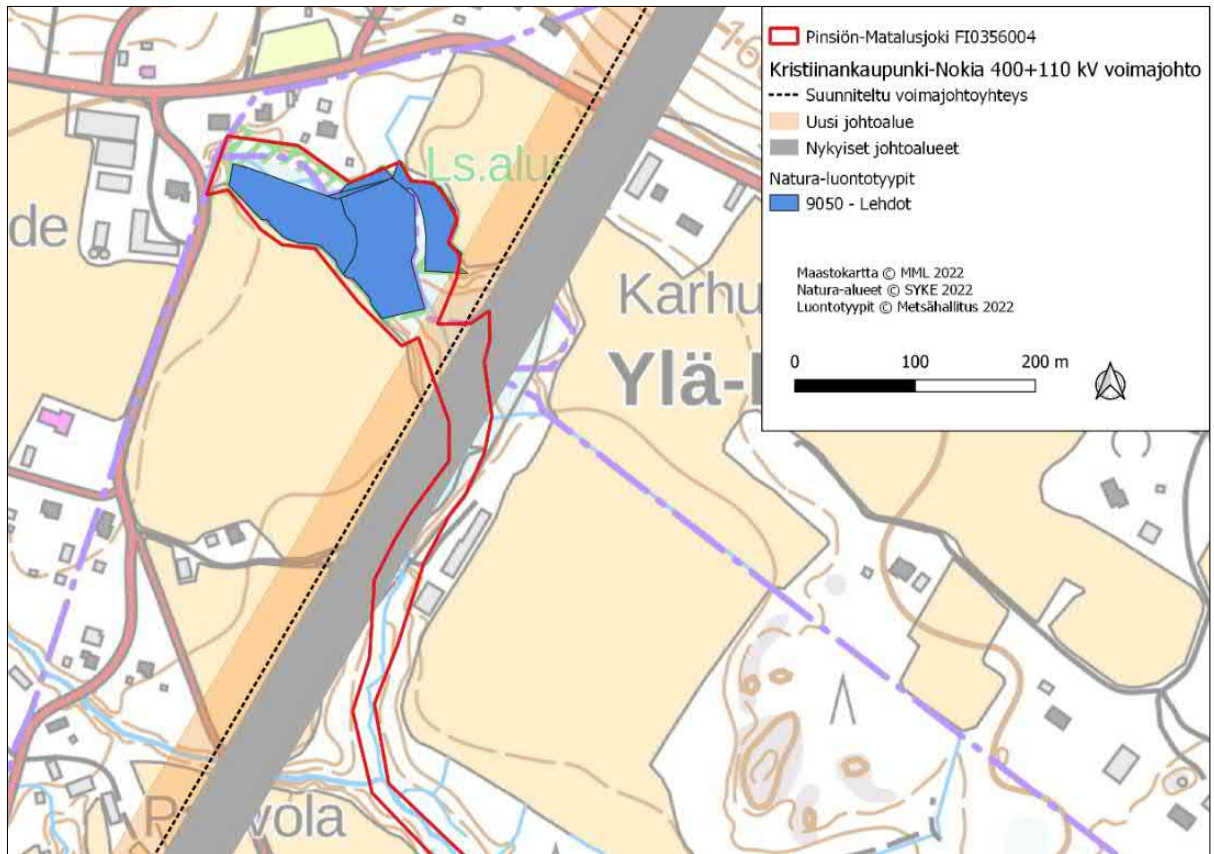 Pinsiön-Matalusjoki FI0356004
Kristiinankaupunki-Nokia 400+110 kV voimajohto
Suunniteltu voimajohtoyhteys
Uusi johtoalue
Nykyiset johtoalueet
Natura-luontotyypit
9050 - Lehdot
Maastokartta © MML 2022
Natura-alueet © SYKE 2022
Luontotyypit © Metsähallitus 2022
0 100 200 m
Ls.alu
de
Karhu
Ylä-
vola